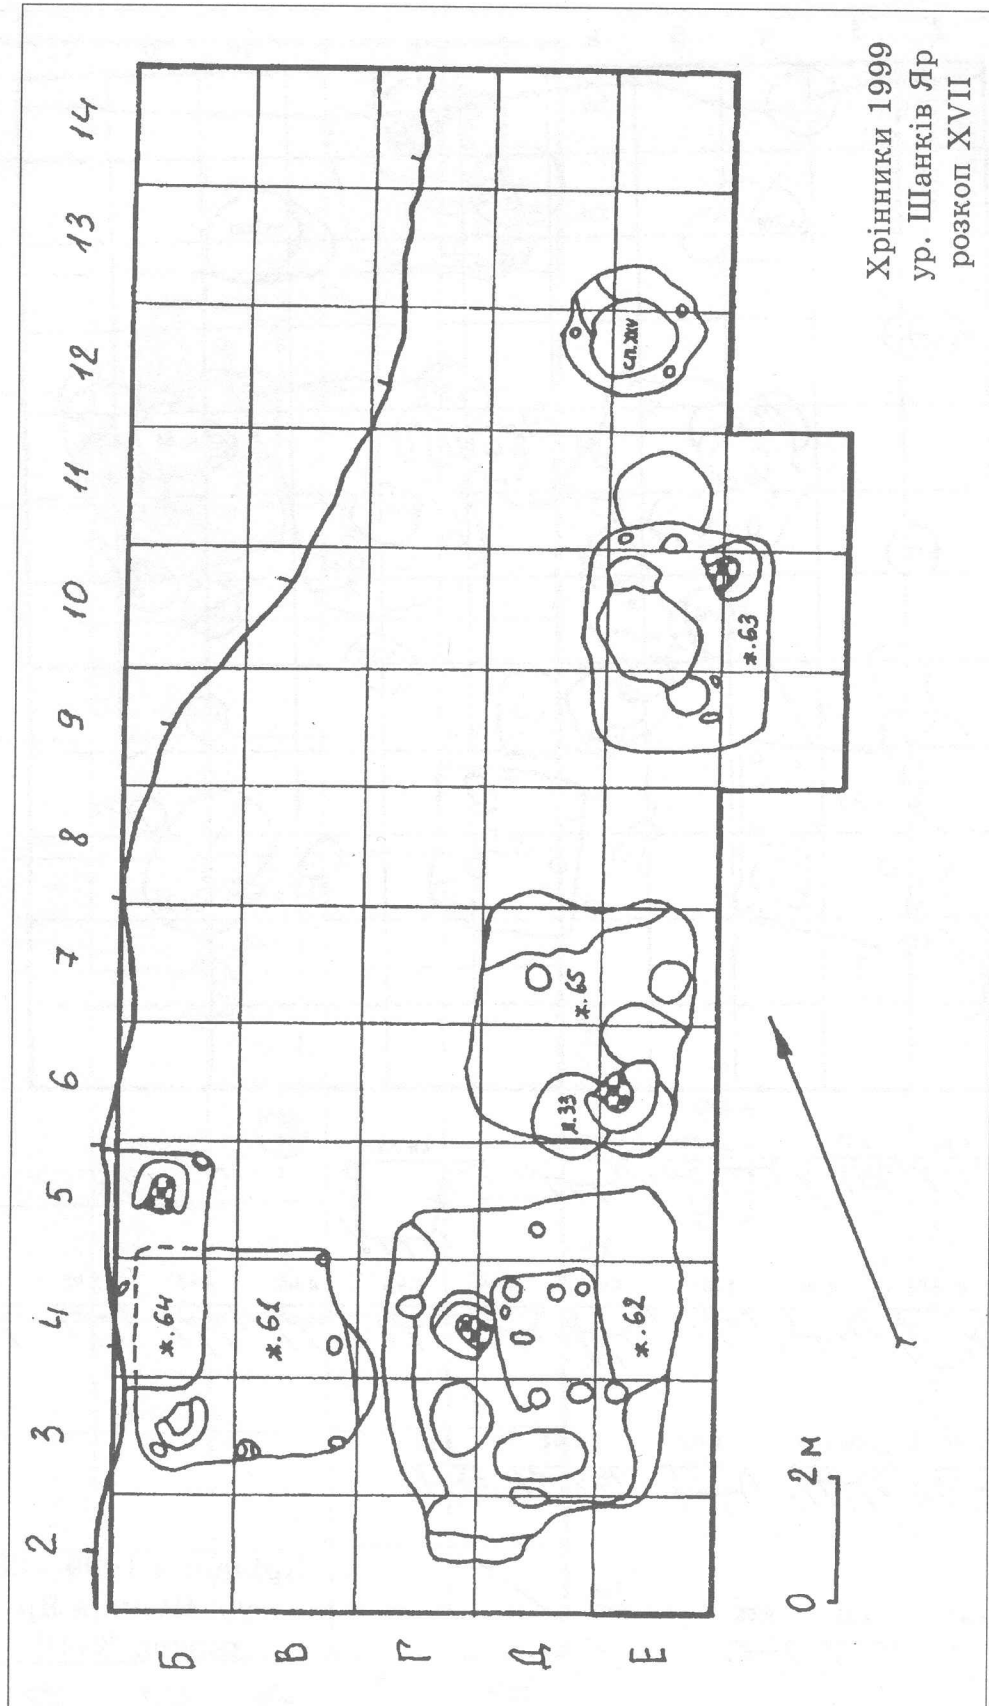 Хрінники 1999
ур. Шанків Яр
розкоп XVII
2 3 4 5 6 7 8 9 10 11 12 13 14
Б
В
Г
Д
Е
ж.64
ж.61
ж.62
я.33
ж.65
ж.63
сп. XXV
0 2 м